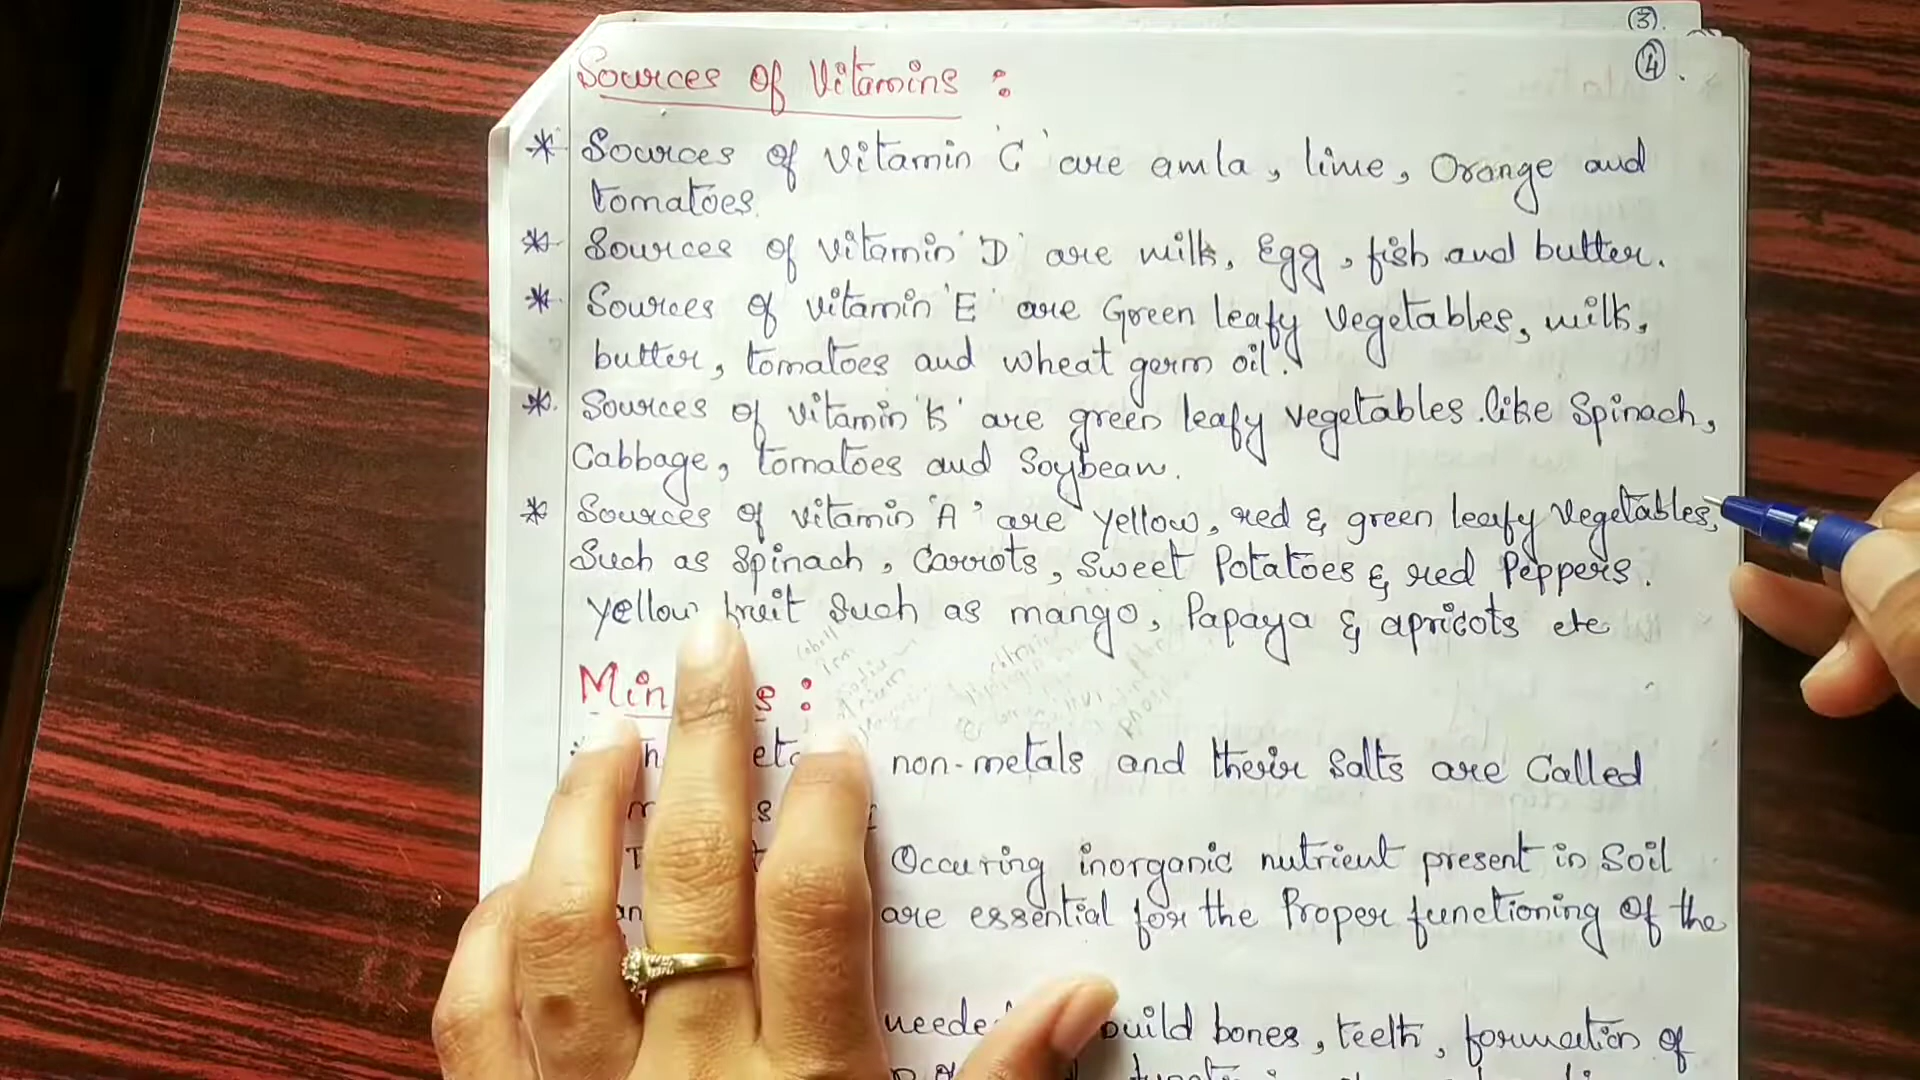 (3).
(4).
Sources of Vitamins :
* Sources of vitamin 'C' are amla, lime, Orange and
tomatoes.
* Sources of vitamin 'D' are milk, Egg, fish and butter.
* Sources of vitamin 'E' are Green leafy Vegetables, milk,
butter, tomatoes and wheat germ oil.
* Sources of vitamin 'K' are green leafy vegetables like Spinach,
Cabbage, tomatoes and Soybean.
* Sources of vitamin 'A' are yellow, red & green leafy vegetables,
Such as Spinach, Carrots, Sweet Potatoes & red Peppers.
yellow fruit Such as mango, Papaya & apricots etc
:
non-metals and their Salts are Called
Occuring inorganic nutrient present in Soil
are essential for the Proper functioning of the
build bones, teeth, formation of